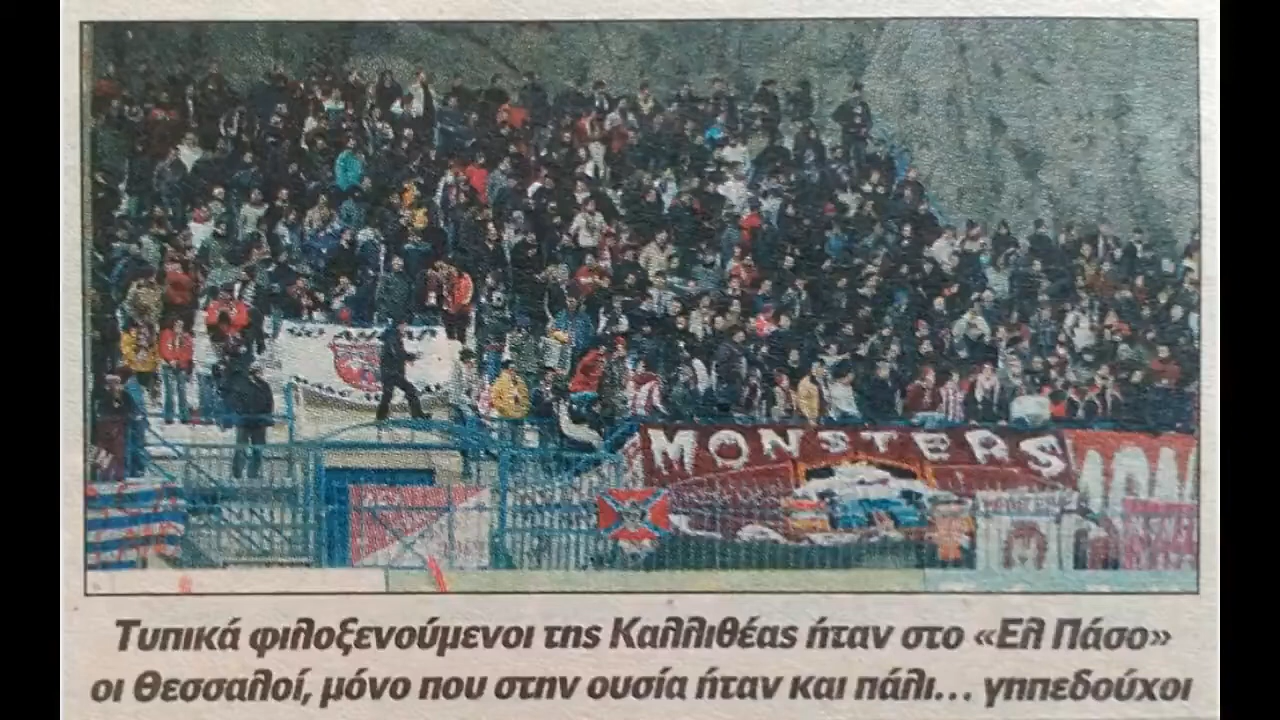 MONSTERS
Τυπικά φιλοξενούμενοι της Καλλιθέας ήταν στο «Ελ Πάσο»
οι Θεσσαλοί, μόνο που στην ουσία ήταν και πάλι... γηπεδούχοι